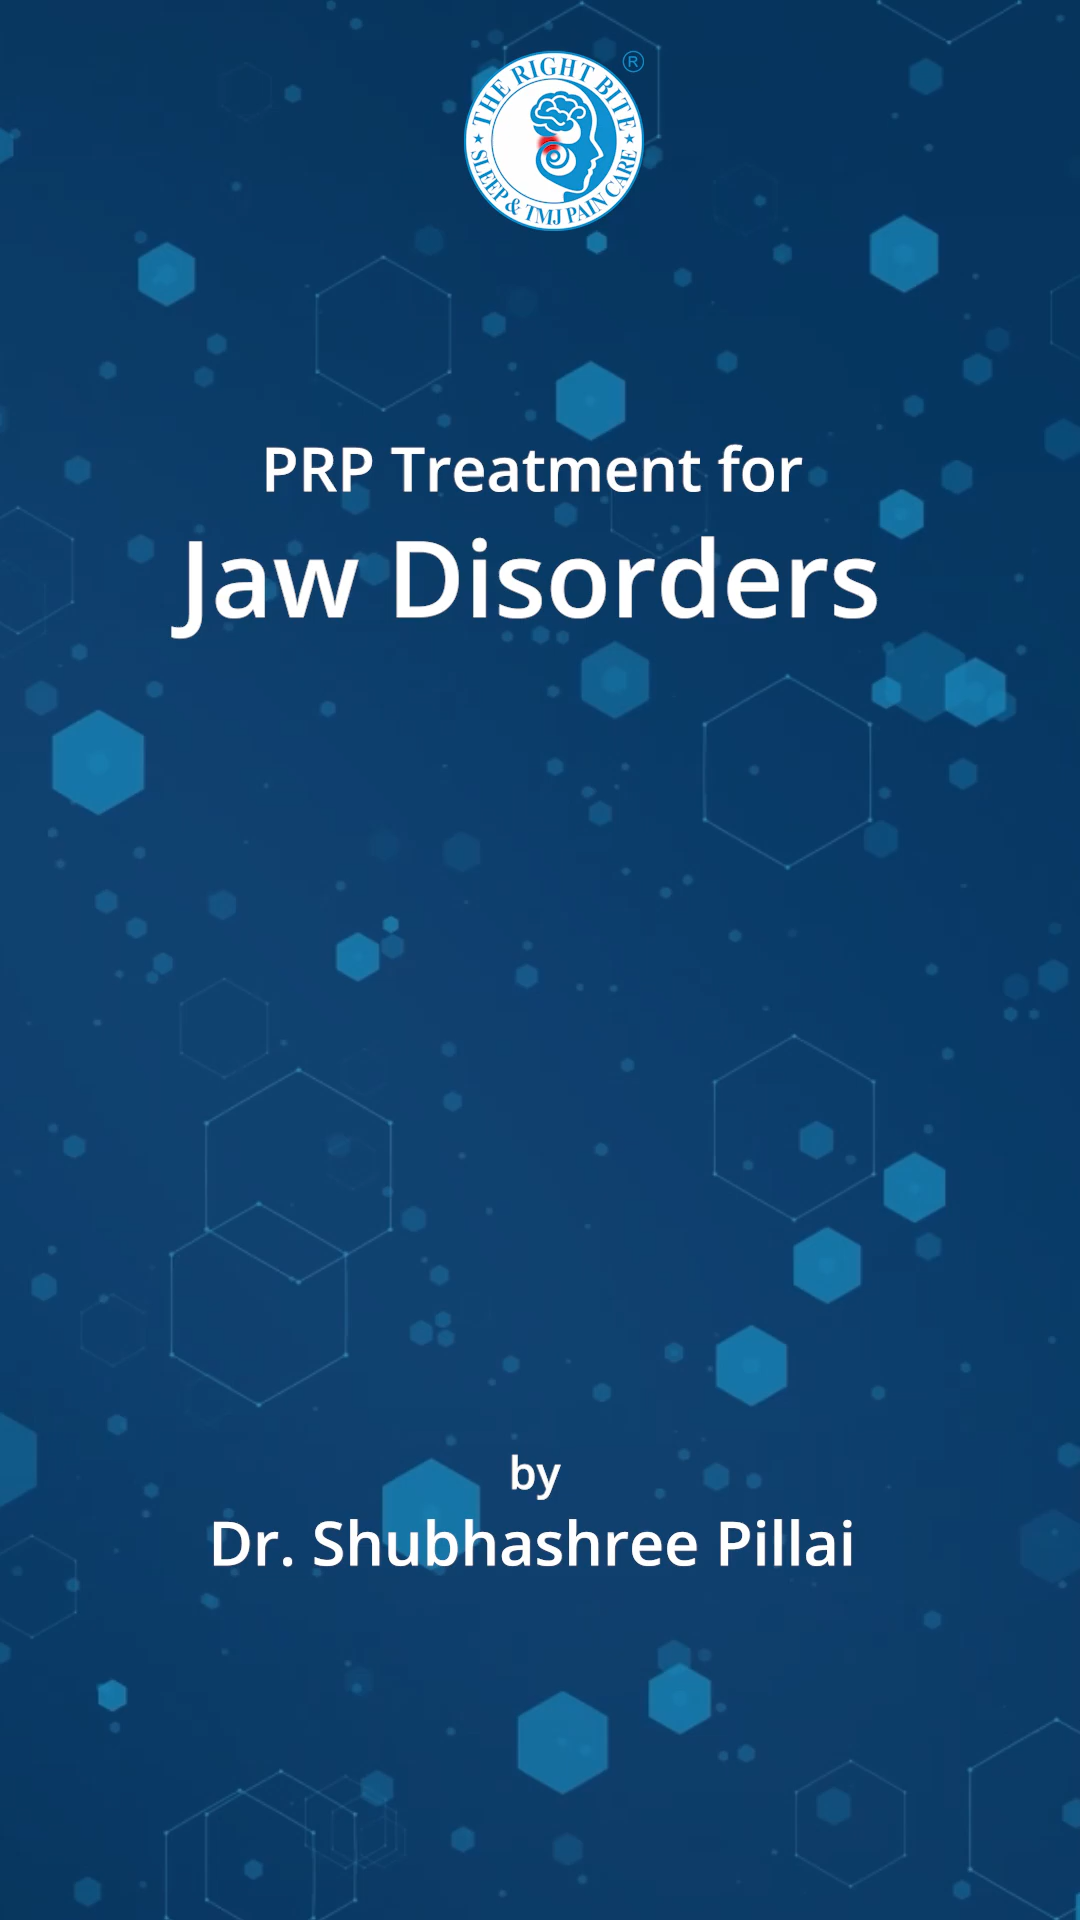 THE RIGHT BITE
®
SLEEP & TMJ PAIN CARE
PRP Treatment for
Jaw Disorders
by
Dr. Shubhashree Pillai